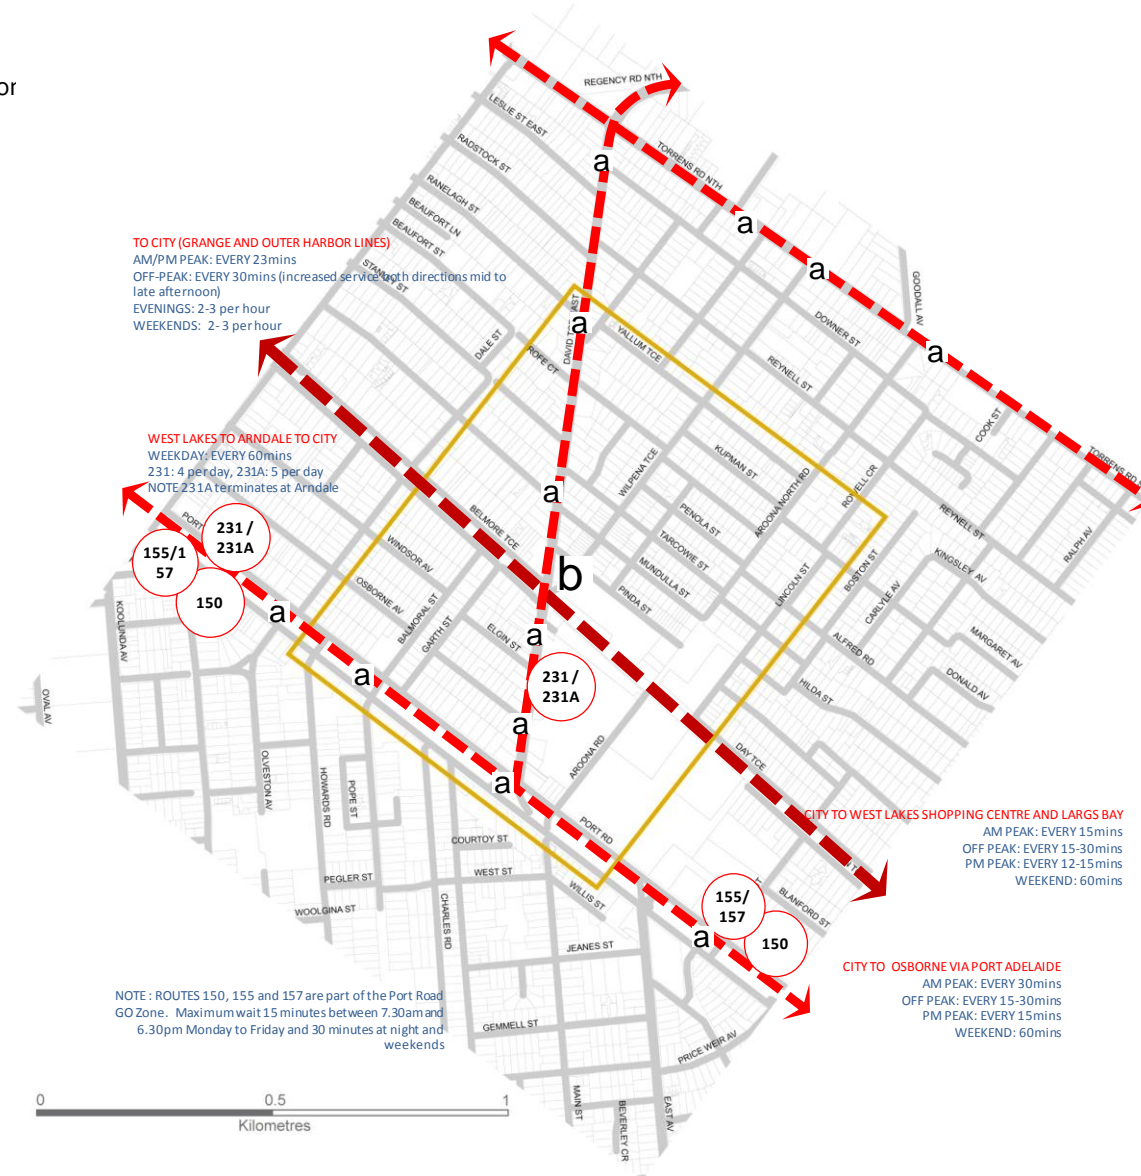 or
REGENCY RD NTH
LESLIE ST EAST
a
TORRENS RD NTH
RADSTOCK ST
RANELAGH ST
BEAUFORT LN
BEAUFORT ST
STANLEY ST
a
a
GOODALL AV
TO CITY (GRANGE AND OUTER HARBOR LINES)
AM/PM PEAK: EVERY 23mins
OFF-PEAK: EVERY 30mins (increased service both directions mid to
late afternoon)
EVENINGS: 2-3 per hour
WEEKENDS: 2- 3 per hour
DALE ST
ROFE CT
a
YALLUM TCE
DOWNER ST
a
REYNELL ST
COOK ST
WEST LAKES TO ARNDALE TO CITY
WEEKDAY: EVERY 60mins
231: 4 per day, 231A: 5 per day
NOTE 231A terminates at Arndale
WILPENA TCE
KUPMAN ST
AROONA NORTH RD
ROWELL CR
REYNELL ST
RALPH AV
a
BELMORE TCE
PENOLA ST
TARCOWIE ST
MUNDULLA ST
PINDA ST
LINCOLN ST
BOSTON ST
CARLYLE AV
KINGSLEY AV
MARGARET AV
DONALD AV
231 /
231A
155/1
57
150
WINDSOR AV
OSBORNE AV
BALMORAL ST
GARTH ST
ELGIN ST
b
a
a
a
231 /
231A
ALFRED RD
HILDA ST
DAY TCE
KOOLUNDA AV
OVAL AV
OLVESTON AV
HOWARDS RD
POPE ST
a
a
AROONA RD
PORT RD
COURTOY ST
WEST ST
WILLIS ST
PEGLER ST
WOOLGINA ST
CHARLES RD
JEANES ST
CITY TO WEST LAKES SHOPPING CENTRE AND LARGS BAY
AM PEAK: EVERY 15mins
OFF PEAK: EVERY 15-30mins
PM PEAK: EVERY 12-15mins
WEEKEND: 60mins
155/
157
150
BLANFORD ST
a
CITY TO OSBORNE VIA PORT ADELAIDE
AM PEAK: EVERY 30mins
OFF PEAK: EVERY 15-30mins
PM PEAK: EVERY 15mins
WEEKEND: 60mins
NOTE : ROUTES 150, 155 and 157 are part of the Port Road
GO Zone. Maximum wait 15 minutes between 7.30am and
6.30pm Monday to Friday and 30 minutes at night and
weekends
GEMMELL ST
PRICE WEIR AV
MAIN ST
BEVERLEY CR
EAST AV
0
0.5
1
Kilometres